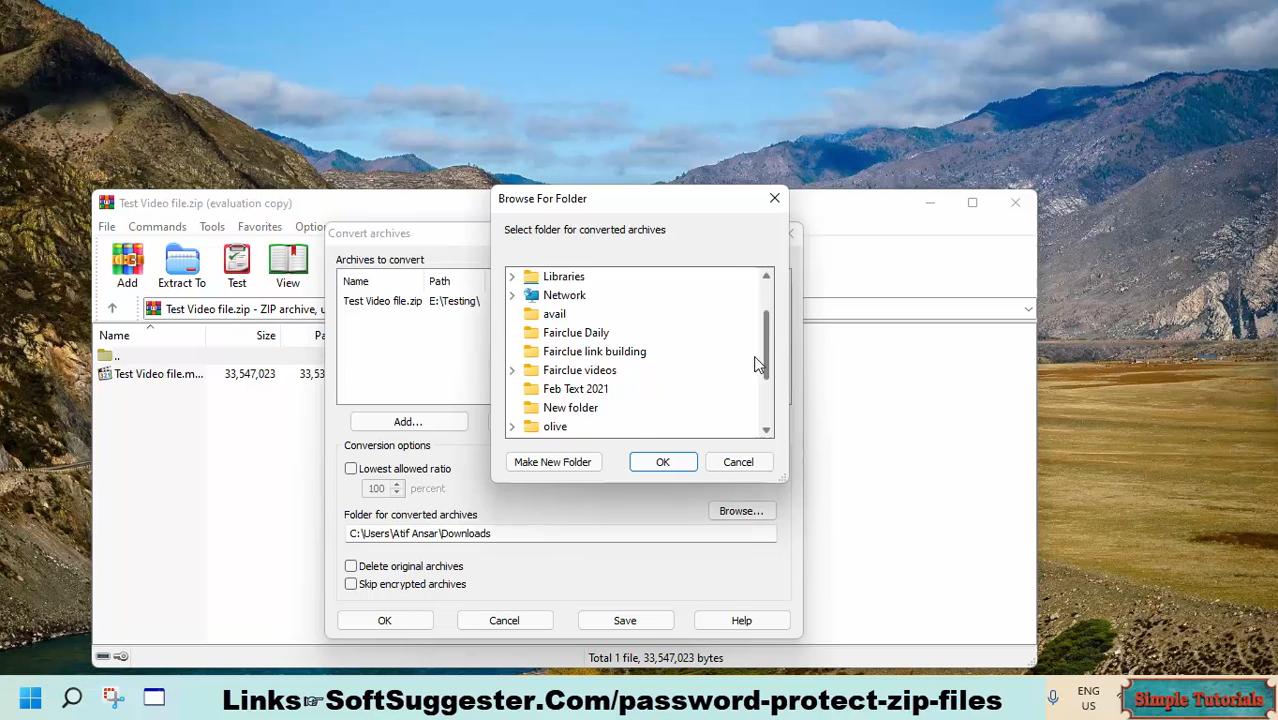 Test Video file.zip (evaluation copy)
File Commands Tools Favorites Optio
Add Extract To Test View
Test Video file.zip - ZIP archive, u
Name Size Pa
..
Test Video file.m... 33,547,023 33,53
Total 1 file, 33,547,023 bytes
Convert archives
Archives to convert
Name Path
Test Video file.zip E:\Testing\
Add...
Conversion options
Lowest allowed ratio
100 percent
Folder for converted archives
Browse...
C:\Users\Atif Ansar\Downloads
Delete original archives
Skip encrypted archives
OK Cancel Save Help
Browse For Folder
Select folder for converted archives
Libraries
Network
avail
Fairclue Daily
Fairclue link building
Fairclue videos
Feb Text 2021
New folder
olive
Make New Folder OK Cancel
Links☞SoftSuggester.Com/password-protect-zip-files
ENG
US
Simple Tutorials